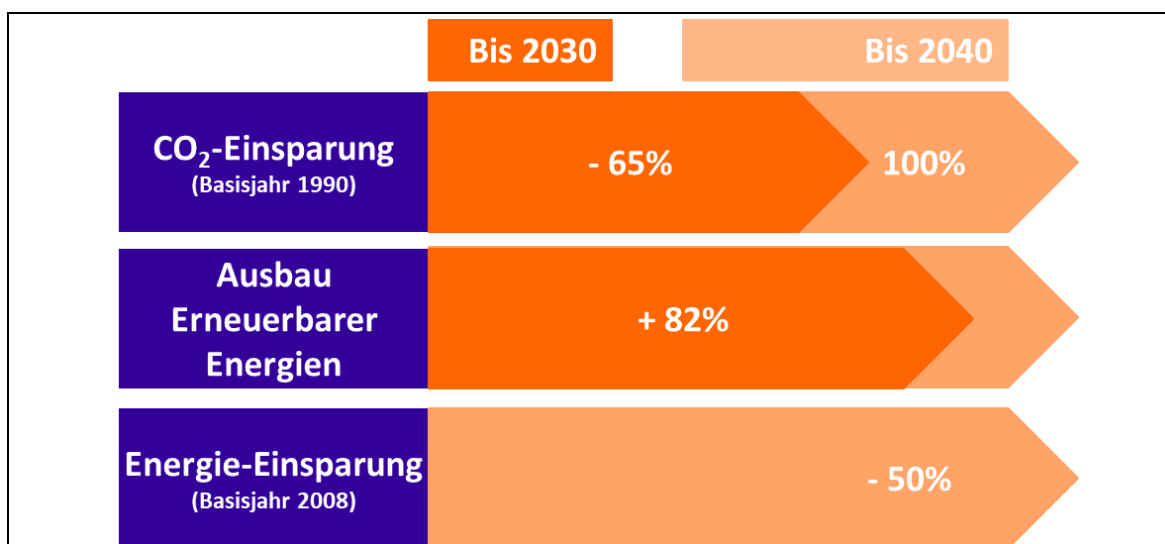 Bis 2030
Bis 2040
CO₂-Einsparung
(Basisjahr 1990)
- 65%
100%
Ausbau
Erneuerbarer
Energien
+ 82%
Energie-Einsparung
(Basisjahr 2008)
- 50%